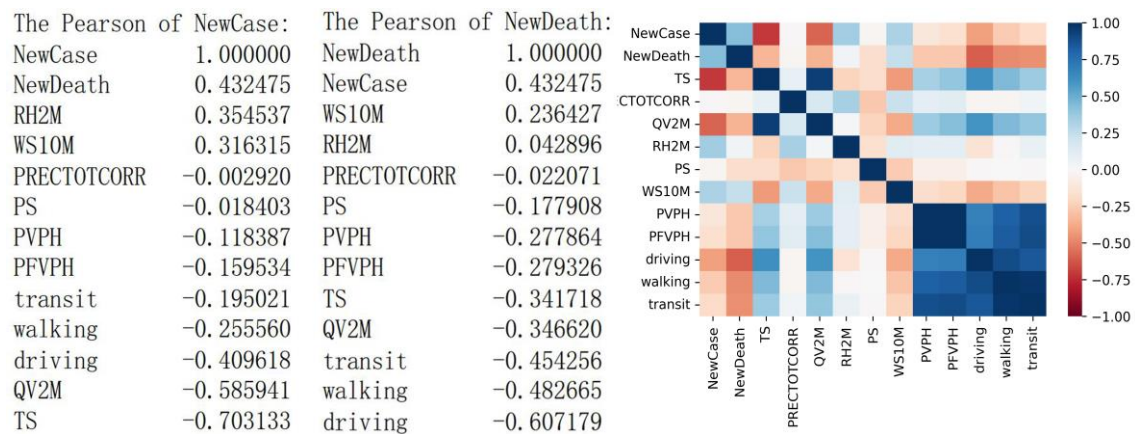 The Pearson of NewCase:
NewCase 1.000000
NewDeath 0.432475
RH2M 0.354537
WS10M 0.316315
PRECTOTCORR -0.002920
PS -0.018403
PVPH -0.118387
PFVPH -0.159534
transit -0.195021
walking -0.255560
driving -0.409618
QV2M -0.585941
TS -0.703133
The Pearson of NewDeath:
NewDeath 1.000000
NewCase 0.432475
WS10M 0.236427
RH2M 0.042896
PRECTOTCORR -0.022071
PS -0.177908
PVPH -0.277864
PFVPH -0.279326
TS -0.341718
QV2M -0.346620
transit -0.454256
walking -0.482665
driving -0.607179
NewCase
NewDeath
TS
ECTOTCORR
QV2M
RH2M
PS
WS10M
PVPH
PFVPH
driving
walking
transit
NewCase
NewDeath
TS
PRECTOTCORR
QV2M
RH2M
PS
WS10M
PVPH
PFVPH
driving
walking
transit
1.00
0.75
0.50
0.25
0.00
−0.25
−0.50
−0.75
−1.00